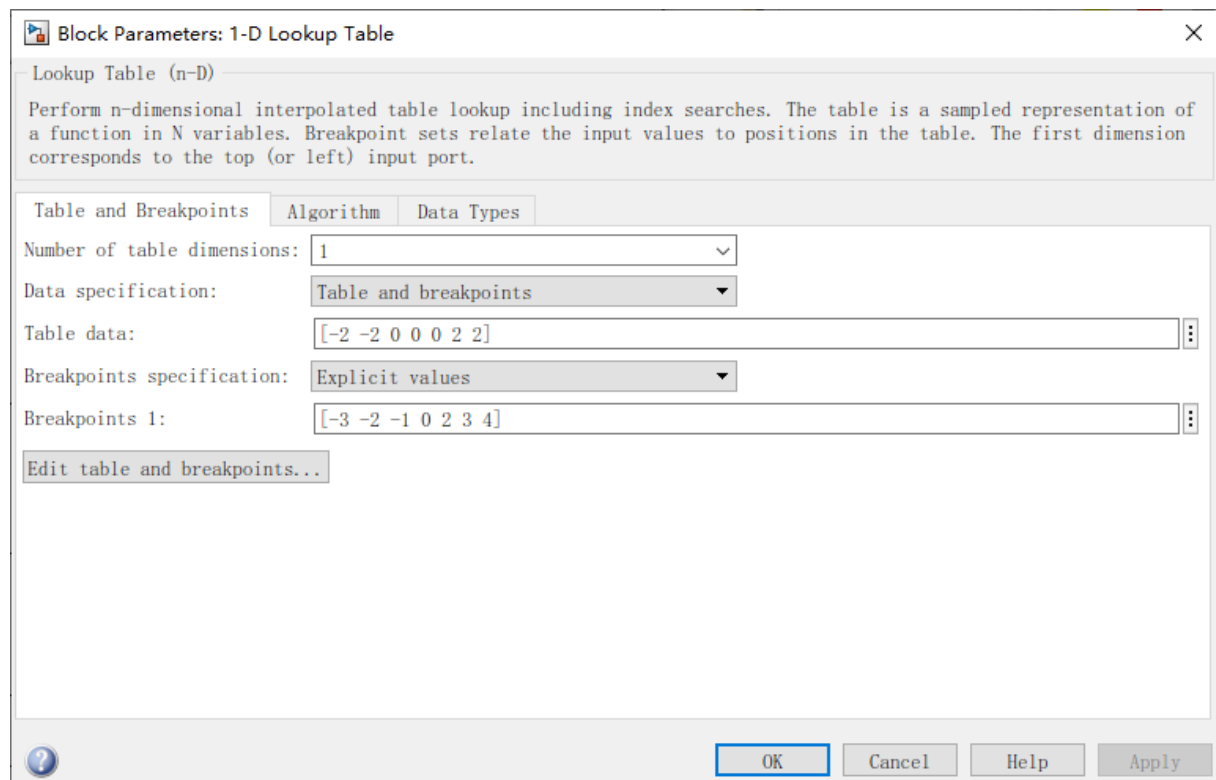 Block Parameters: 1-D Lookup Table
Lookup Table (n-D)
Perform n-dimensional interpolated table lookup including index searches. The table is a sampled representation of
a function in N variables. Breakpoint sets relate the input values to positions in the table. The first dimension
corresponds to the top (or left) input port.
Table and Breakpoints Algorithm Data Types
Number of table dimensions: 1
Data specification: Table and breakpoints
Table data: [-2 -2 0 0 0 2 2]
Breakpoints specification: Explicit values
Breakpoints 1: [-3 -2 -1 0 2 3 4]
Edit table and breakpoints...
OK Cancel Help Apply